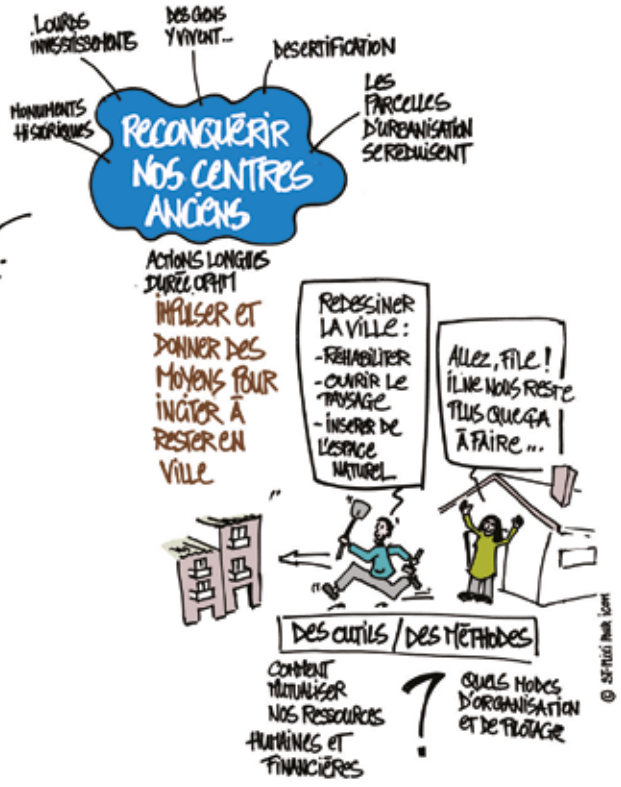 LOURDS
INVESTISSEMENTS
DES GENS
Y VIVENT...
DESERTIFICATION
MONUMENTS
HISTORIQUES
LES
PARCELLES
D'URBANISATION
SE REDUISENT
RECONQUÉRIR
NOS CENTRES
ANCIENS
ACTIONS LONGUES
DURÉE OPHM
IMPULSER ET
DONNER DES
MOYENS POUR
INCITER À
RESTER EN
VILLE
REDESSINER
LA VILLE :
- RÉHABILITER
- OUVRIR LE
PAYSAGE
- INSERER DE
L'ESPACE
NATUREL
ALLEZ, FILE !
IL NE NOUS RESTE
PLUS QUE ÇA
À FAIRE ...
DES OUTILS / DES MÉTHODES
COMMENT
MUTUALISER
NOS RESSOURCES
HUMAINES ET
FINANCIÈRES
?
QUELS MODES
D'ORGANISATION
ET DE PILOTAGE